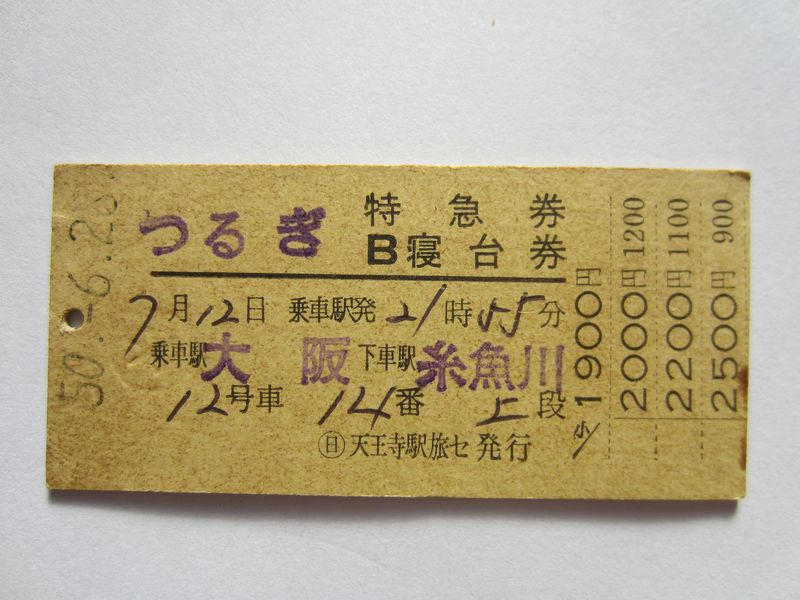 つるぎ 特急券
B寝台券
7月12日 乗車駅発 21時55分
乗車駅 大阪 下車駅 糸魚川
12号車 14番 上段
日 天王寺駅旅セ 発行
小 1900円
2000円 1200
2200円 1100
2500円 900
50.-6.28